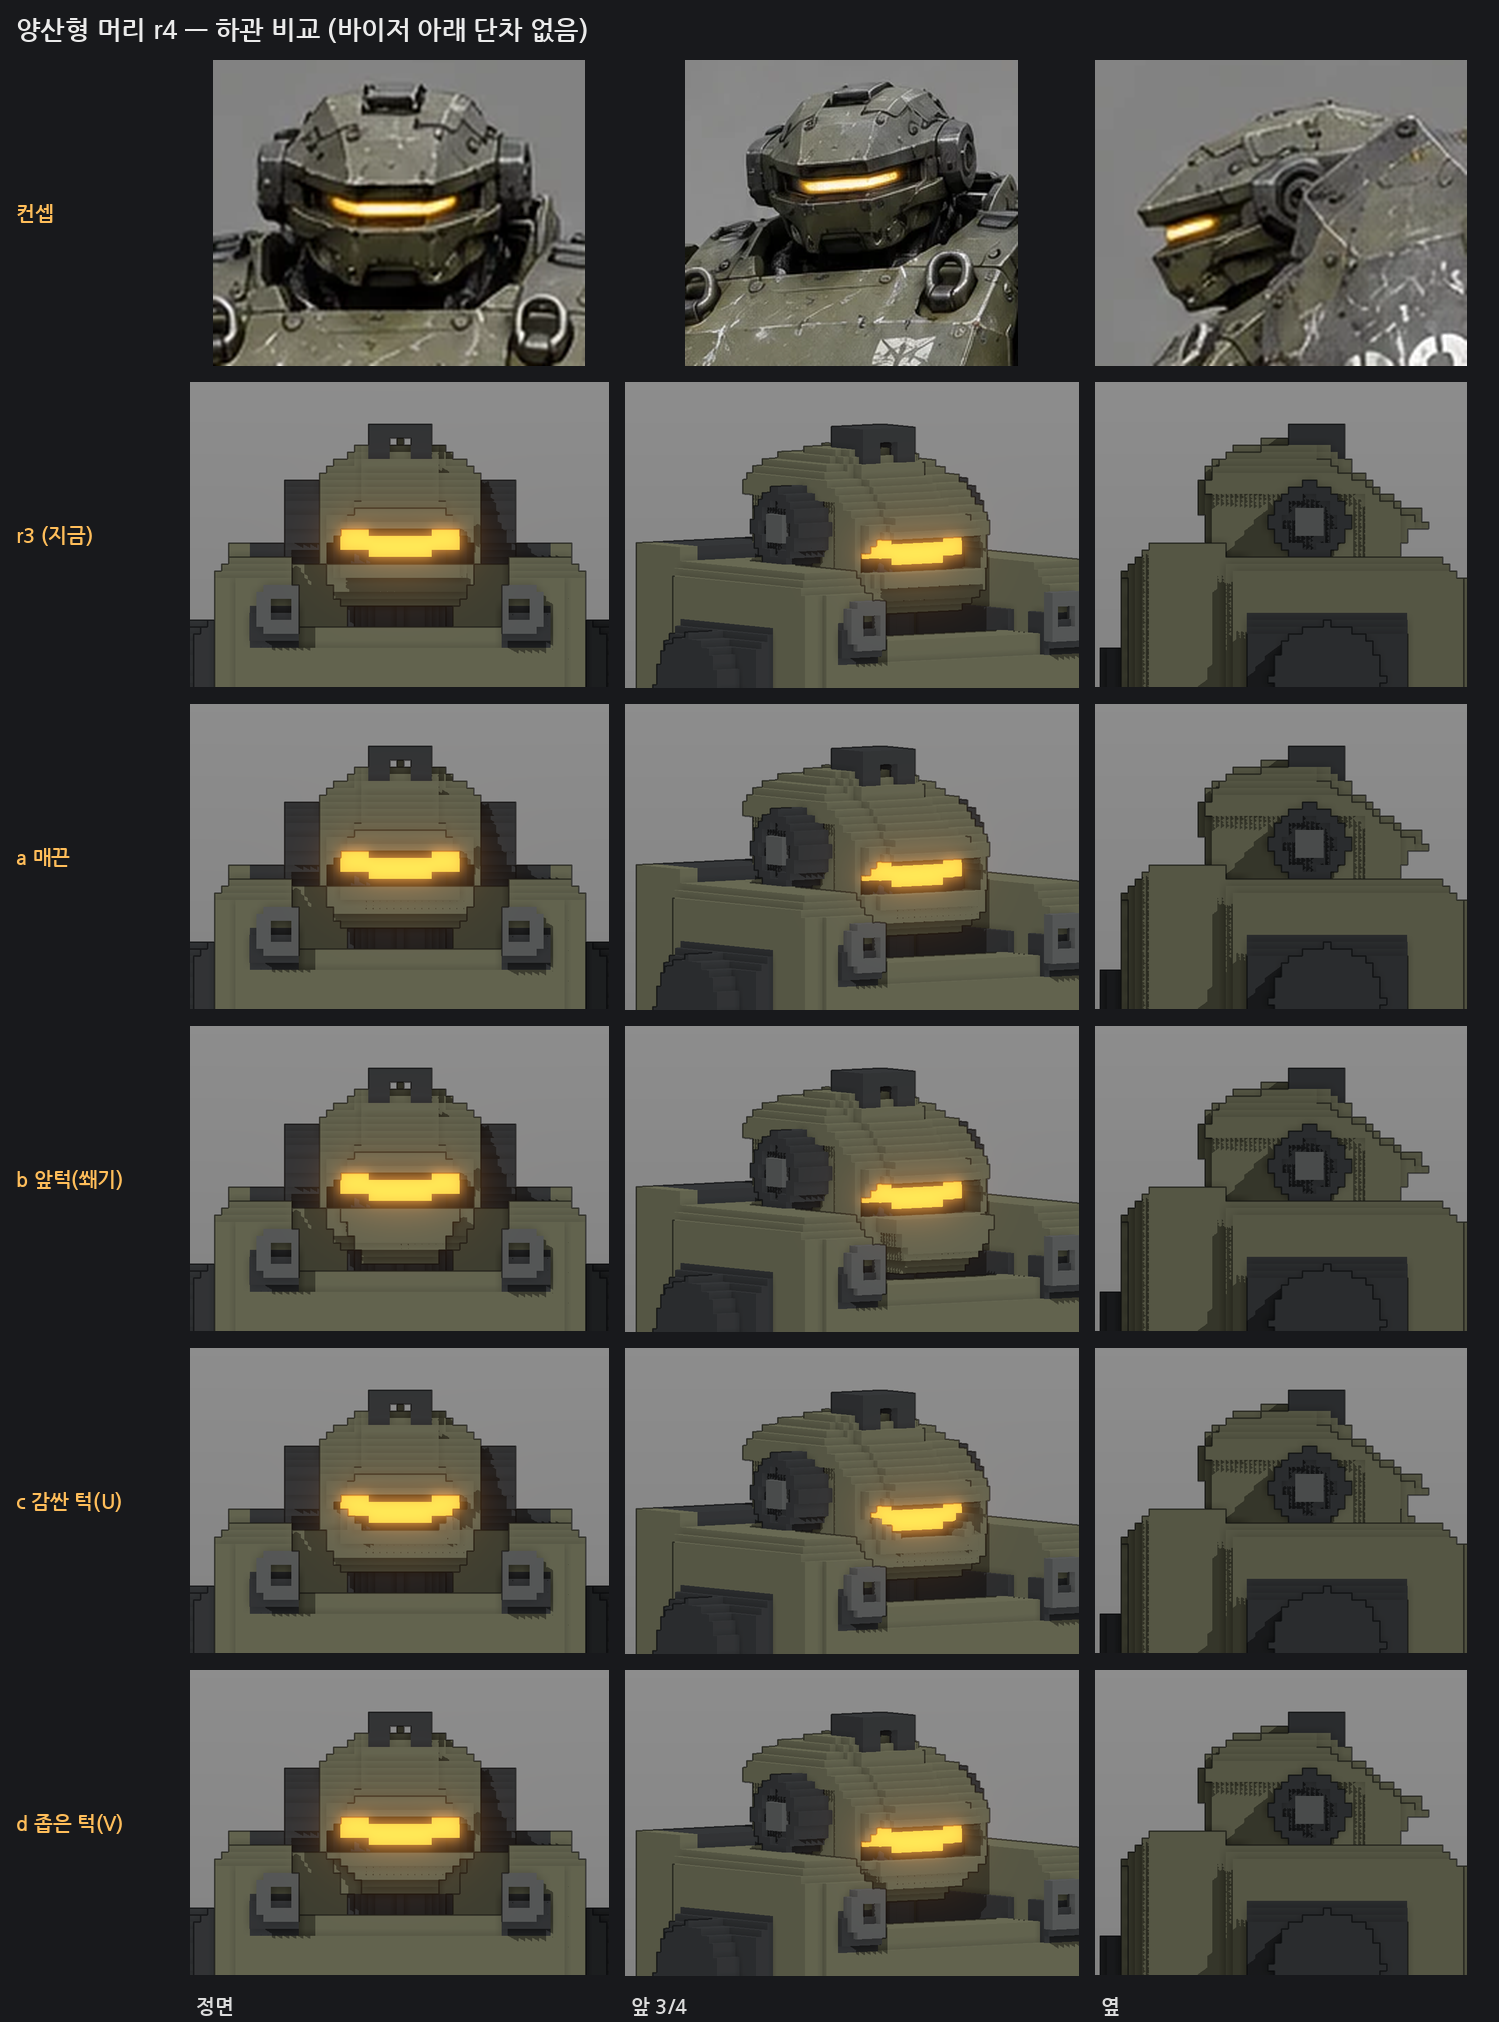 양산형 머리 r4 — 하관 비교 (바이저 아래 단차 없음)
컨셉
r3 (지금)
a 매끈
b 앞턱(쐐기)
c 감싼 턱(U)
d 좁은 턱(V)
정면
앞 3/4
옆